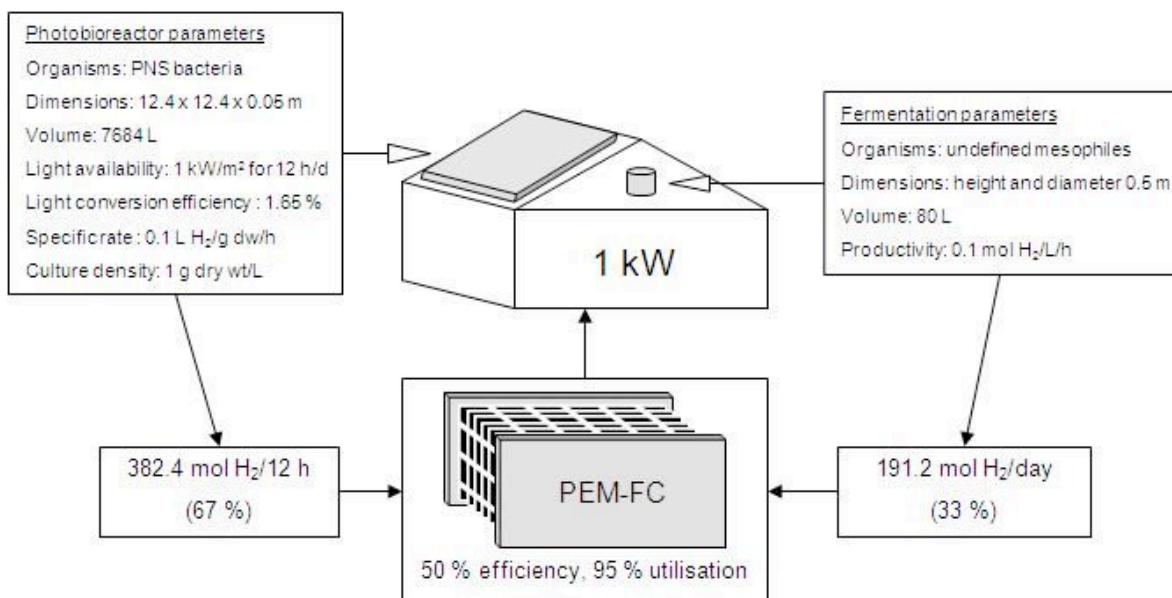 Photobioreactor parameters
Organisms: PNS bacteria
Dimensions: 12.4 x 12.4 x 0.05 m
Volume: 7684 L
Light availability: 1 kW/m² for 12 h/d
Light conversion efficiency : 1.65 %
Specific rate : 0.1 L H₂/g dw/h
Culture density: 1 g dry wt/L
Fermentation parameters
Organisms: undefined mesophiles
Dimensions: height and diameter 0.5 m
Volume: 80 L
Productivity: 0.1 mol H₂/L/h
1 kW
382.4 mol H₂/12 h
(67 %)
PEM-FC
50 % efficiency, 95 % utilisation
191.2 mol H₂/day
(33 %)